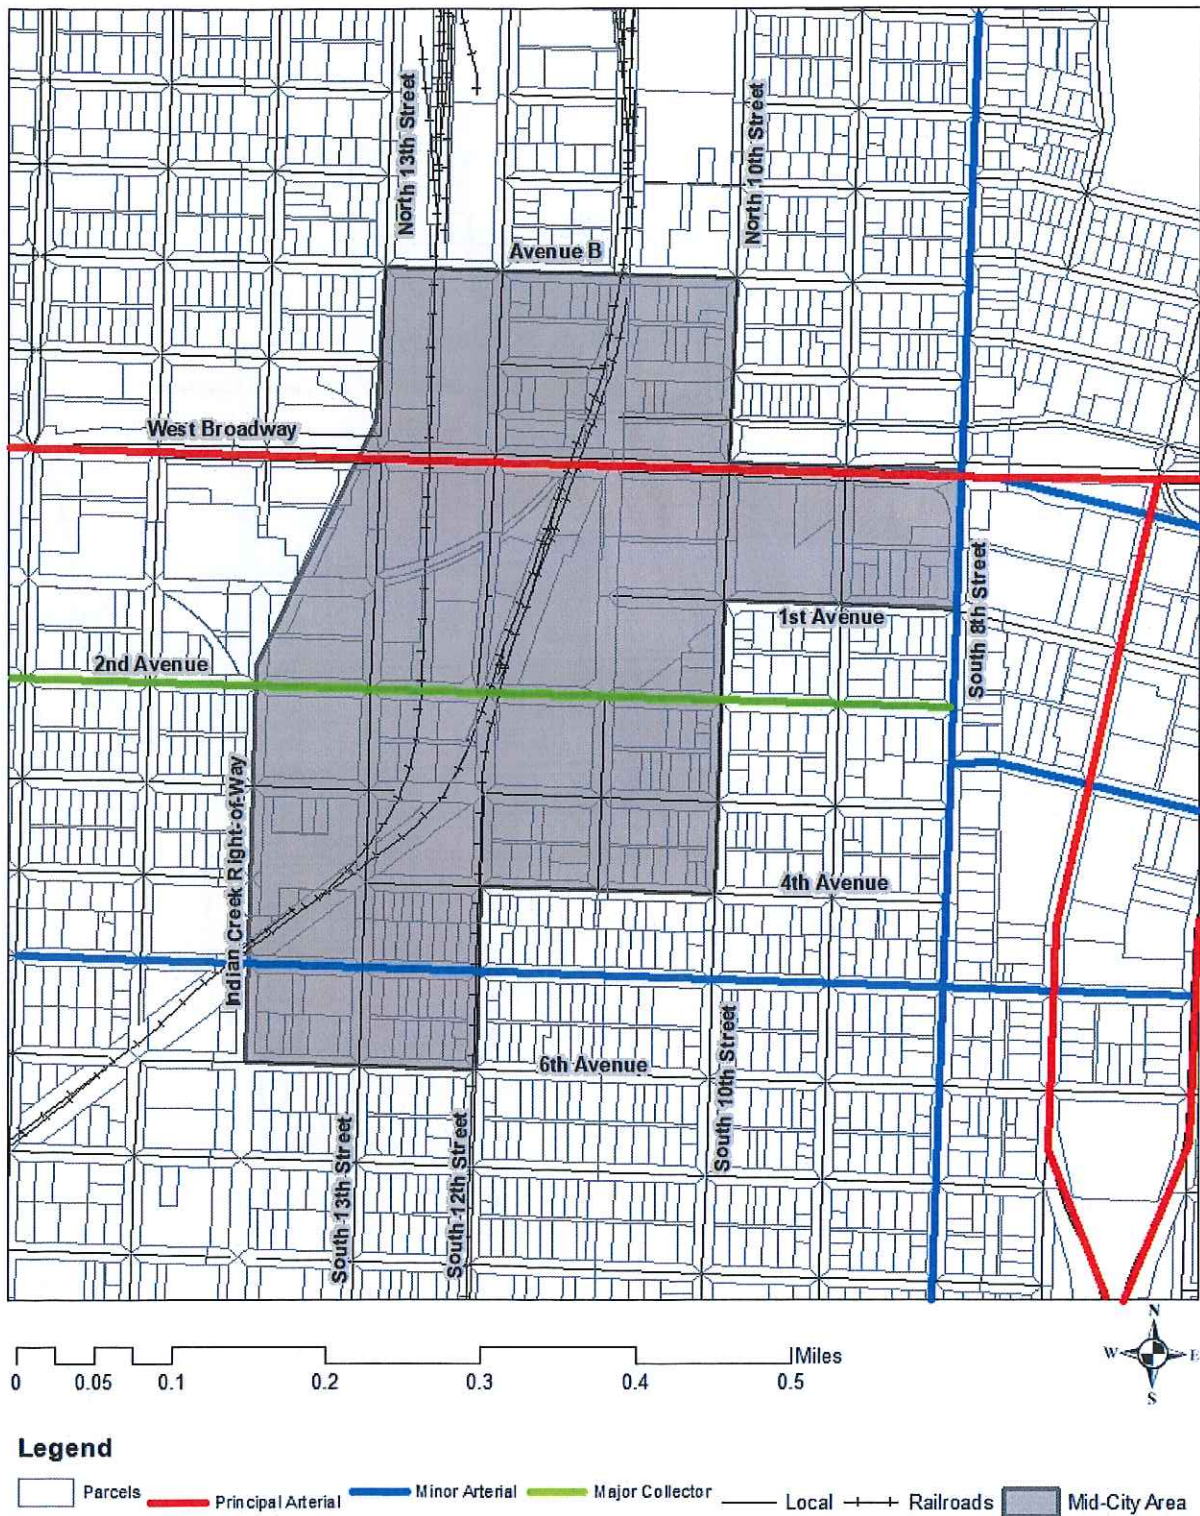 North 13th Street
North 10th Street
Avenue B
West Broadway
1st Avenue
South 8th Street
2nd Avenue
Indian Creek Right-of-Way
4th Avenue
6th Avenue
South 10th Street
South 13th Street
South 12th Street
Miles
0 0.05 0.1 0.2 0.3 0.4 0.5
N
W E
S
Legend
Parcels Principal Arterial Minor Arterial Major Collector Local Railroads Mid-City Area